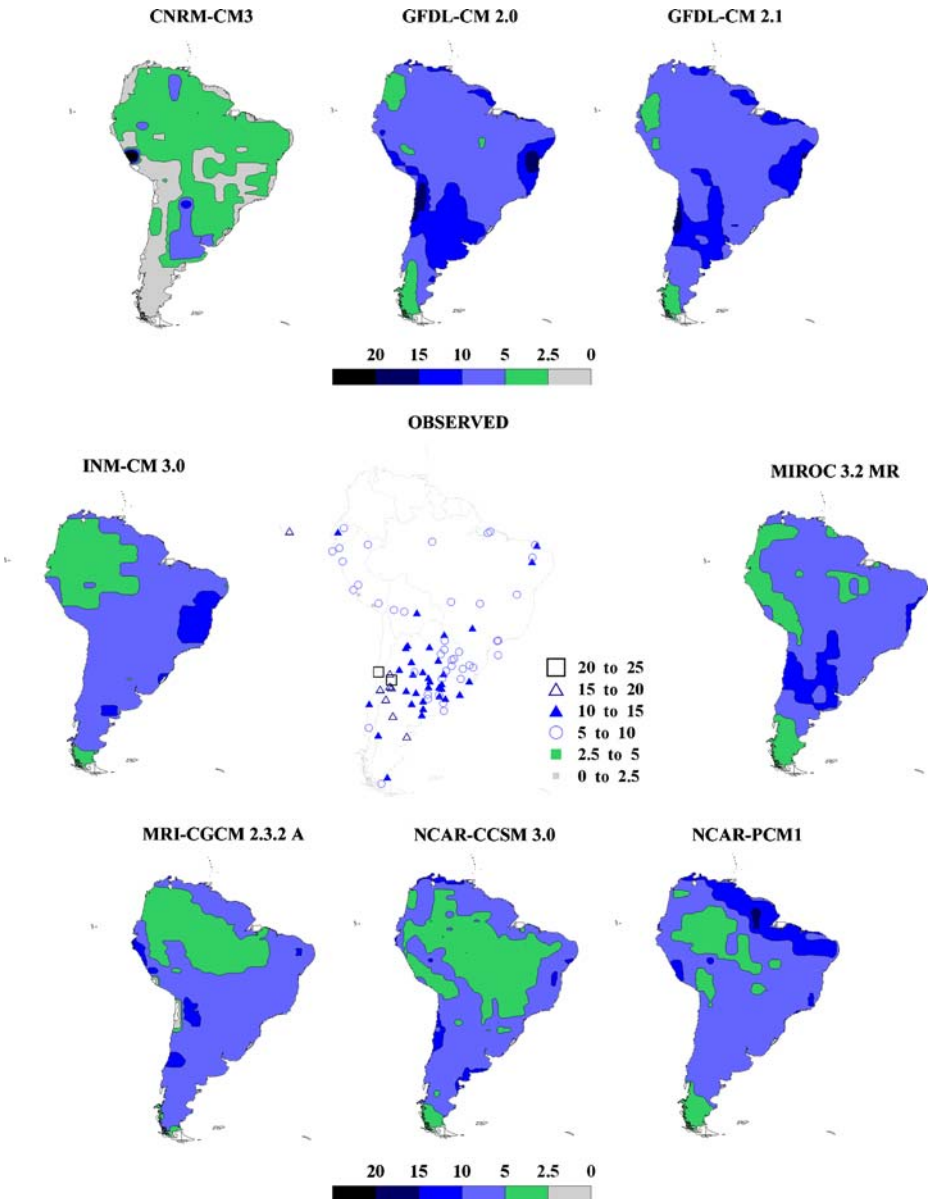 CNRM-CM3 GFDL-CM 2.0 GFDL-CM 2.1
20 15 10 5 2.5 0
OBSERVED
INM-CM 3.0 MIROC 3.2 MR
20 to 25
15 to 20
10 to 15
5 to 10
2.5 to 5
0 to 2.5
MRI-CGCM 2.3.2 A NCAR-CCSM 3.0 NCAR-PCM1
20 15 10 5 2.5 0